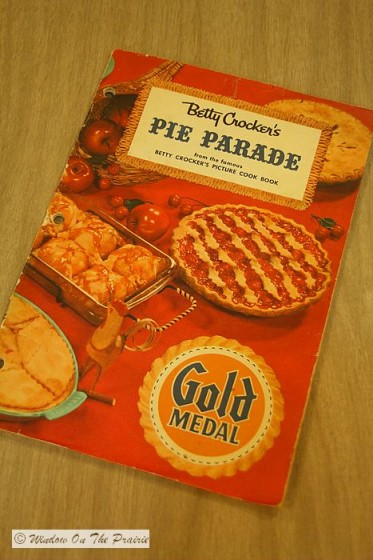 Betty Crocker's
PIE PARADE
from the famous
BETTY CROCKER'S PICTURE COOK BOOK
Gold
MEDAL
© Window On The Prairie